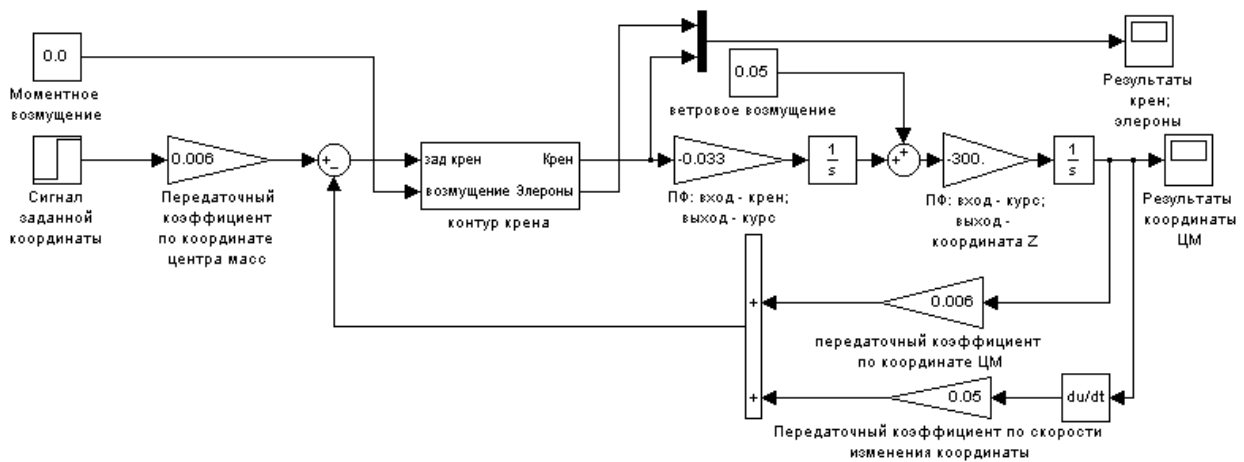 0.0
Моментное
возмущение
Сигнал
заданной
координаты
0.006
Передаточный
коэффициент
по координате
центра масс
+
−
зад крен
Крен
возмущение
Элероны
контур крена
0.05
ветровое возмущение
-0.033
ПФ: вход - крен;
выход - курс
1
s
+
+
-300.
ПФ: вход - курс;
выход -
координата Z
1
s
Результаты
крен;
элероны
Результаты
координаты
ЦМ
+
0.006
передаточный коэффициент
по координате ЦМ
+
0.05
du/dt
Передаточный коэффициент по скорости
изменения координаты